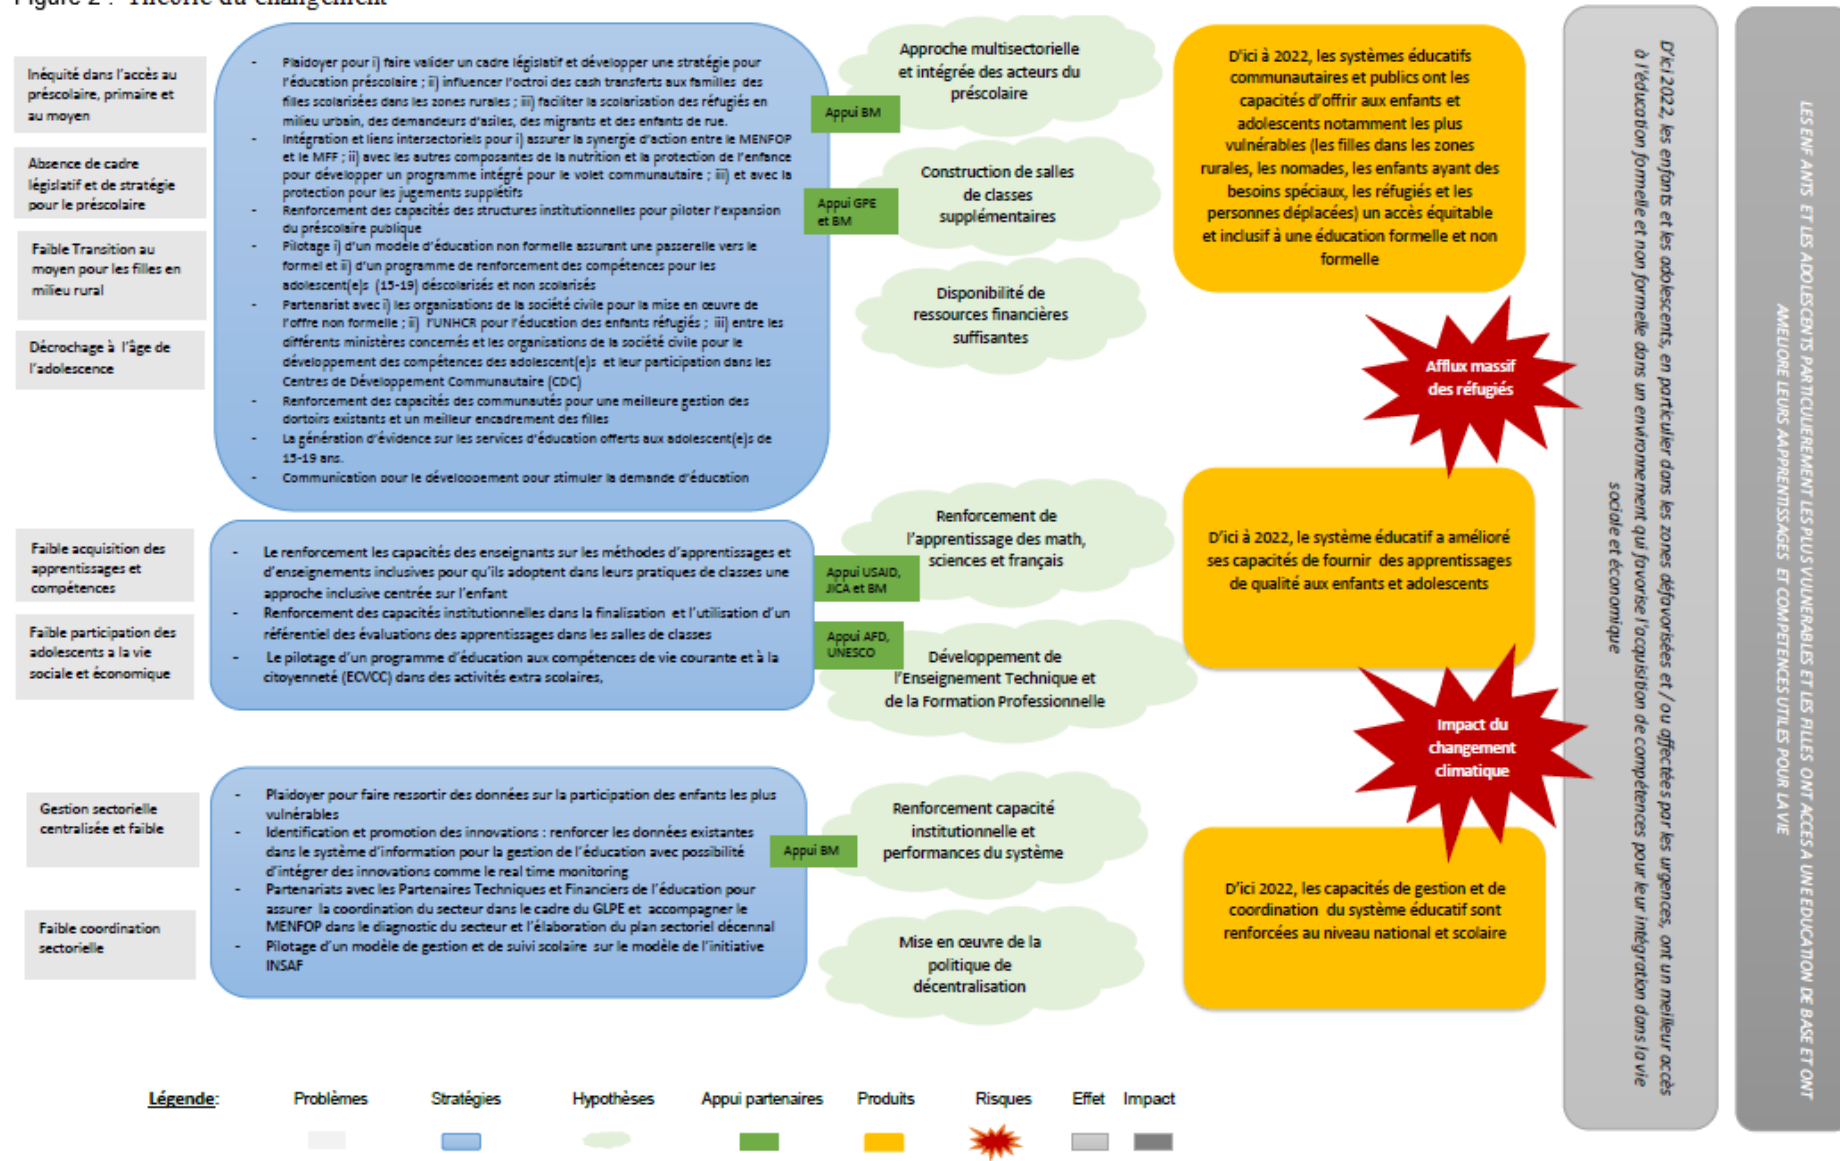 Figure 2 : Théorie du changement
Inéquité dans l'accès au
préscolaire, primaire et
au moyen
Absence de cadre
législatif et de stratégie
pour le préscolaire
Faible Transition au
moyen pour les filles en
milieu rural
Décrochage à l'âge de
l'adolescence
- Plaidoyer pour i) faire valider un cadre législatif et développer une stratégie pour
l'éducation préscolaire ; ii) influencer l'octroi des cash transferts aux familles des
filles scolarisées dans les zones rurales ; iii) faciliter la scolarisation des réfugiés en
milieu urbain, des demandeurs d'asiles, des migrants et des enfants de rue.
- Intégration et liens intersectoriels pour i) assurer la synergie d'action entre le MENFOP
et le MFF ; ii) avec les autres composantes de la nutrition et la protection de l'enfance
pour développer un programme intégré pour le volet communautaire ; iii) et avec la
protection pour les jugements supplétifs
- Renforcement des capacités des structures institutionnelles pour piloter l'expansion
du préscolaire publique
- Pilotage i) d'un modèle d'éducation non formelle assurant une passerelle vers le
formel et ii) d'un programme de renforcement des compétences pour les
adolescent(e)s (15-19) déscolarisés et non scolarisés
- Partenariat avec i) les organisations de la société civile pour la mise en œuvre de
l'offre non formelle ; ii) l'UNHCR pour l'éducation des enfants réfugiés ; iii) entre les
différents ministères concernés et les organisations de la société civile pour le
développement des compétences des adolescent(e)s et leur participation dans les
Centres de Développement Communautaire (CDC)
- Renforcement des capacités des communautés pour une meilleure gestion des
dortoirs existants et un meilleur encadrement des filles
- La génération d'évidence sur les services d'éducation offerts aux adolescent(e)s de
15-19 ans.
- Communication pour le développement pour stimuler la demande d'éducation
Appui BM
Appui GPE
et BM
Approche multisectorielle
et intégrée des acteurs du
préscolaire
Construction de salles
de classes
supplémentaires
Disponibilité de
ressources financières
suffisantes
D'ici à 2022, les systèmes éducatifs
communautaires et publics ont les
capacités d'offrir aux enfants et
adolescents notamment les plus
vulnérables (les filles dans les zones
rurales, les nomades, les enfants ayant des
besoins spéciaux, les réfugiés et les
personnes déplacées) un accès équitable
et inclusif à une éducation formelle et non
formelle
Afflux massif
des réfugiés
Faible acquisition des
apprentissages et
compétences
Faible participation des
adolescents a la vie
sociale et économique
- Le renforcement les capacités des enseignants sur les méthodes d'apprentissages et
d'enseignements inclusives pour qu'ils adoptent dans leurs pratiques de classes une
approche inclusive centrée sur l'enfant
- Renforcement des capacités institutionnelles dans la finalisation et l'utilisation d'un
référentiel des évaluations des apprentissages dans les salles de classes
- Le pilotage d'un programme d'éducation aux compétences de vie courante et à la
citoyenneté (ECVCC) dans des activités extra scolaires,
Appui USAID,
JICA et BM
Appui AFD,
UNESCO
Renforcement de
l'apprentissage des math,
sciences et français
Développement de
l'Enseignement Technique et
de la Formation Professionnelle
D'ici à 2022, le système éducatif a amélioré
ses capacités de fournir des apprentissages
de qualité aux enfants et adolescents
Impact du
changement
climatique
Gestion sectorielle
centralisée et faible
Faible coordination
sectorielle
- Plaidoyer pour faire ressortir des données sur la participation des enfants les plus
vulnérables
- Identification et promotion des innovations : renforcer les données existantes
dans le système d'information pour la gestion de l'éducation avec possibilité
d'intégrer des innovations comme le real time monitoring
- Partenariats avec les Partenaires Techniques et Financiers de l'éducation pour
assurer la coordination du secteur dans le cadre du GLPE et accompagner le
MENFOP dans le diagnostic du secteur et l'élaboration du plan sectoriel décennal
- Pilotage d'un modèle de gestion et de suivi scolaire sur le modèle de l'initiative
INSAF
Appui BM
Renforcement capacité
institutionnelle et
performances du système
Mise en œuvre de la
politique de
décentralisation
D'ici 2022, les capacités de gestion et de
coordination du système éducatif sont
renforcées au niveau national et scolaire
D'ici 2022, les enfants et les adolescents, en particulier dans les zones défavorisées et / ou affectées par les urgences, ont un meilleur accès
à l'éducation formelle et non formelle dans un environnement qui favorise l'acquisition de compétences pour leur intégration dans la vie
sociale et économique
LES ENFANTS ET LES ADOLESCENTS PARTICULIEREMENT LES PLUS VULNERABLES ET LES FILLES ONT ACCES A UNE EDUCATION DE BASE ET ONT
AMELIORE LEURS AAPPRENTISSAGES ET COMPETENCES UTILES POUR LA VIE
Légende: Problèmes Stratégies Hypothèses Appui partenaires Produits Risques Effet Impact